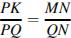 PK/PQ = MN/QN